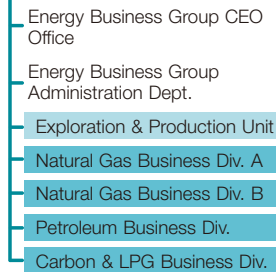 Energy Business Group CEO
Office
Energy Business Group
Administration Dept.
Exploration & Production Unit
Natural Gas Business Div. A
Natural Gas Business Div. B
Petroleum Business Div.
Carbon & LPG Business Div.